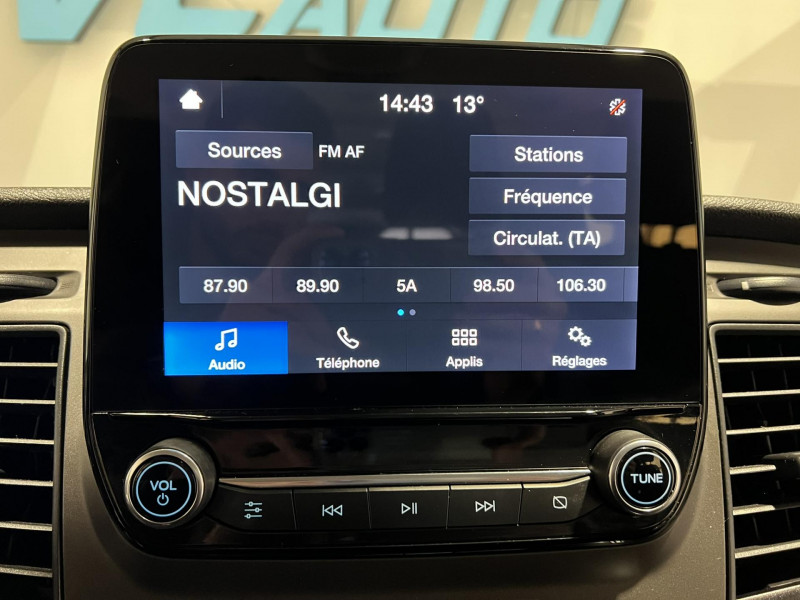 14:43 13°
Sources FM AF Stations
NOSTALGI
Fréquence
Circulat. (TA)
87.90 89.90 5A 98.50 106.30
Audio Téléphone Applis Réglages
VOL TUNE